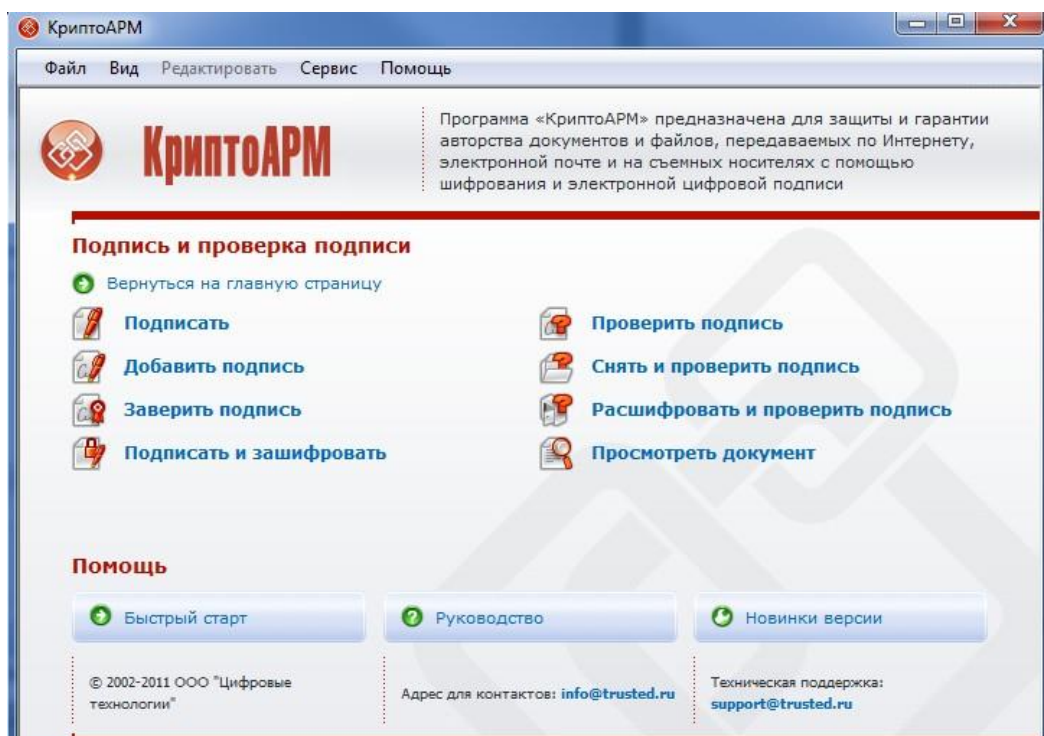 КриптоАРМ
Файл Вид Редактировать Сервис Помощь
КриптоАРМ
Программа «КриптоАРМ» предназначена для защиты и гарантии
авторства документов и файлов, передаваемых по Интернету,
электронной почте и на съемных носителях с помощью
шифрования и электронной цифровой подписи
Подпись и проверка подписи
Вернуться на главную страницу
Подписать
Добавить подпись
Заверить подпись
Подписать и зашифровать
Проверить подпись
Снять и проверить подпись
Расшифровать и проверить подпись
Просмотреть документ
Помощь
Быстрый старт
Руководство
Новинки версии
© 2002-2011 ООО "Цифровые
технологии"
Адрес для контактов: info@trusted.ru
Техническая поддержка:
support@trusted.ru